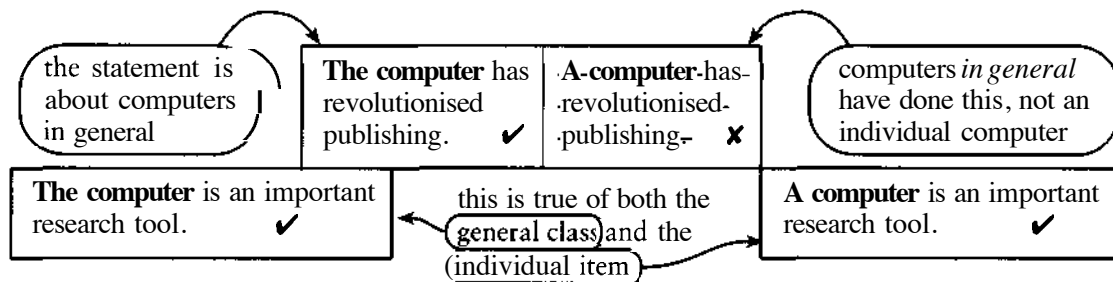 the statement is
about computers
in general
The computer has
revolutionised
publishing. ✔
A computer has
revolutionised
publishing. ✘
computers in general
have done this, not an
individual computer
The computer is an important
research tool. ✔
this is true of both the
general class and the
individual item
A computer is an important
research tool. ✔